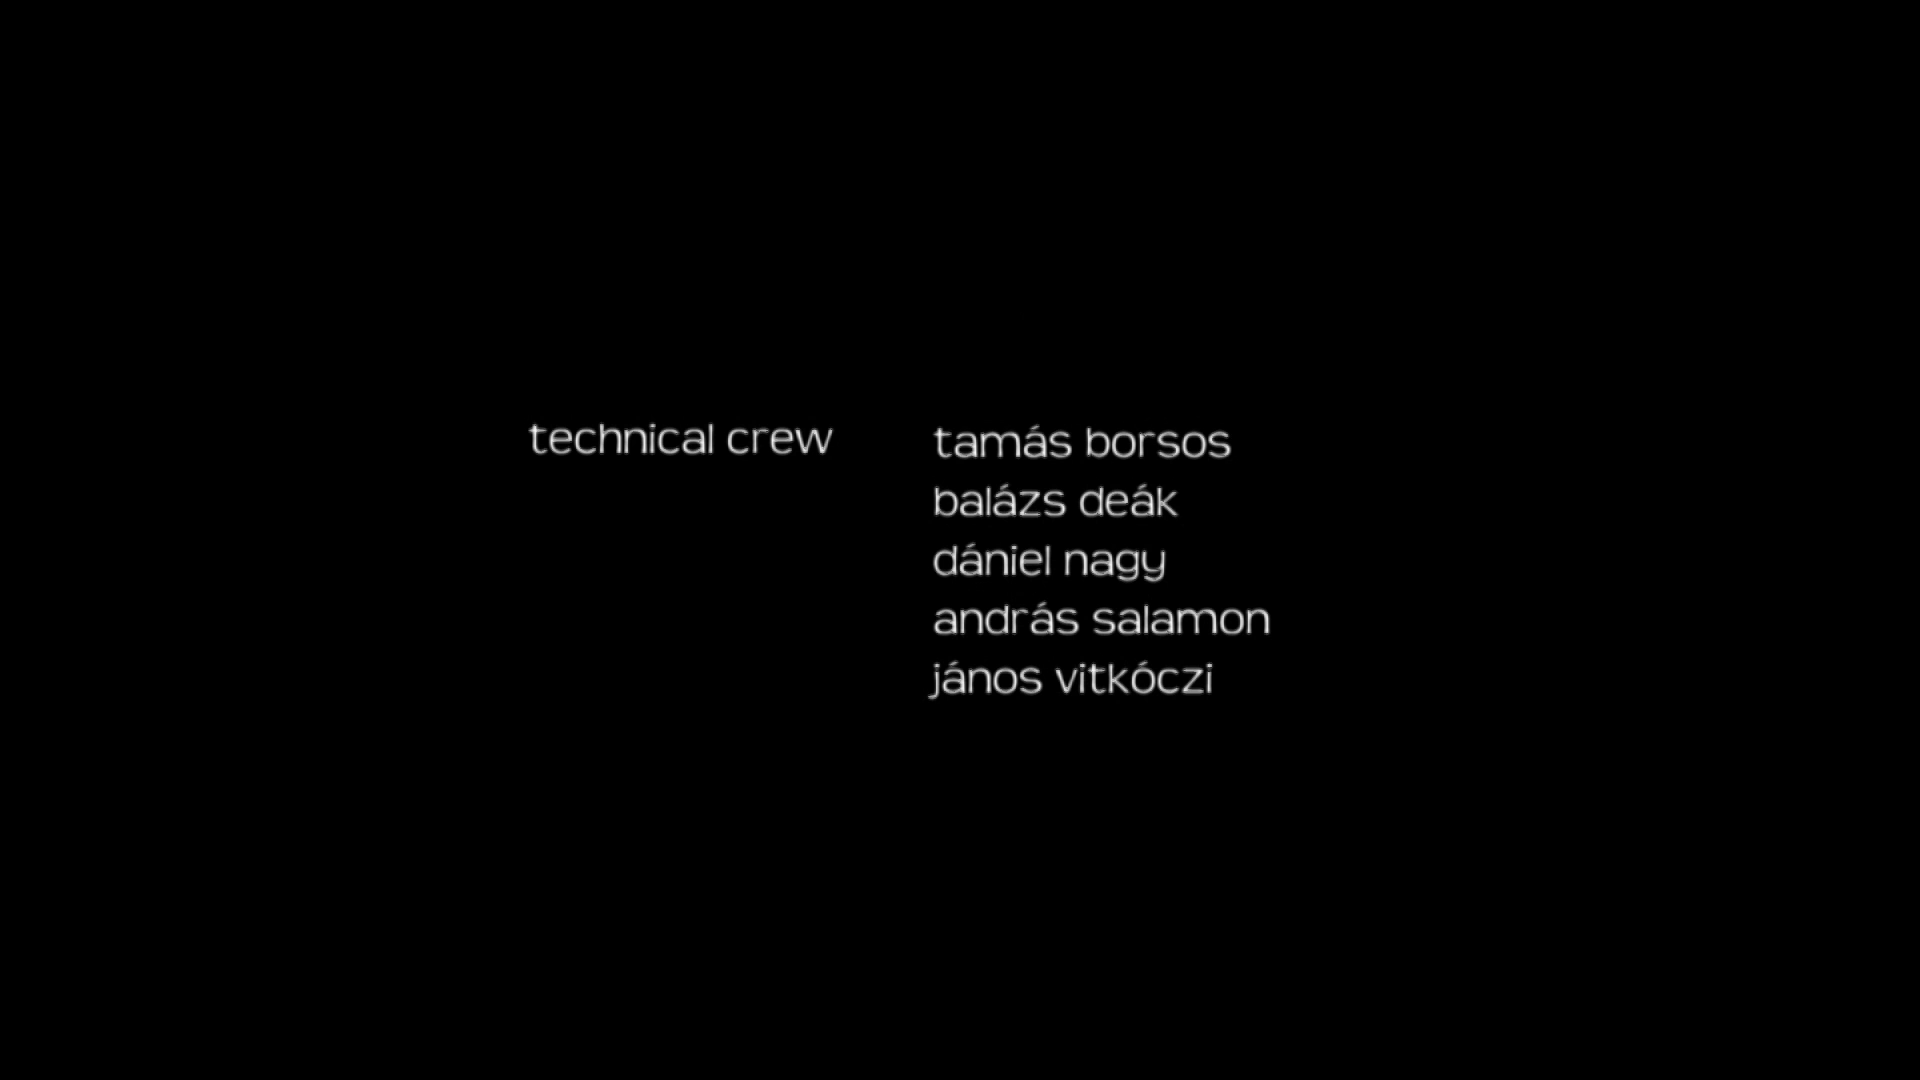 technical crew
tamás borsos
balázs deák
dániel nagy
andrás salamon
jános vitkóczi